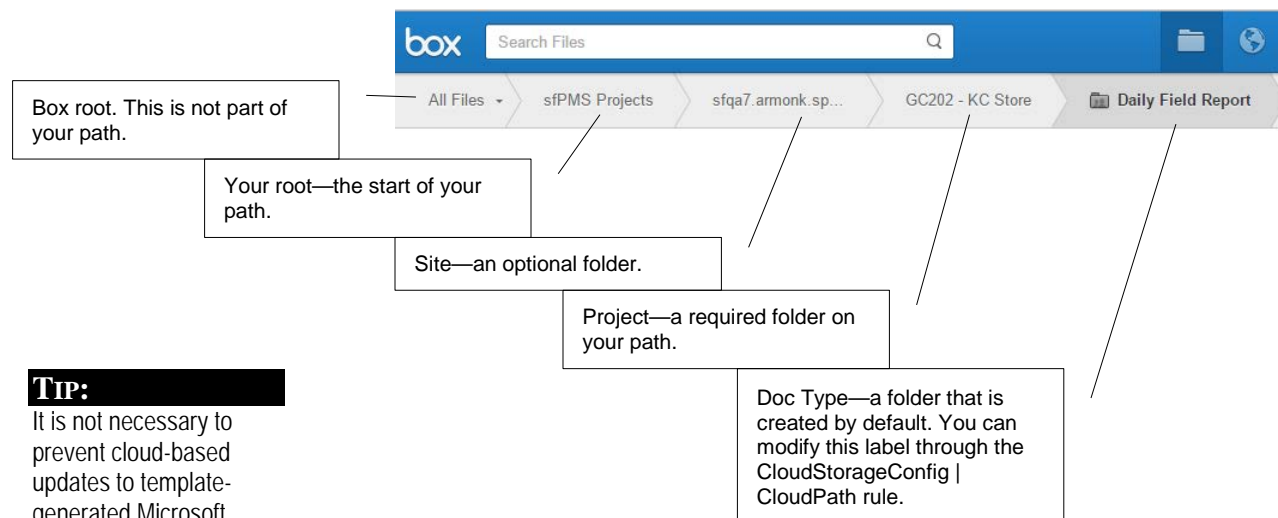 box
Search Files
All Files
sfPMS Projects
sfqa7.armonk.sp...
GC202 - KC Store
Daily Field Report
Box root. This is not part of
your path.
Your root—the start of your
path.
Site—an optional folder.
Project—a required folder on
your path.
Doc Type—a folder that is
created by default. You can
modify this label through the
CloudStorageConfig |
CloudPath rule.
TIP:
It is not necessary to
prevent cloud-based
updates to template-
generated Microsoft